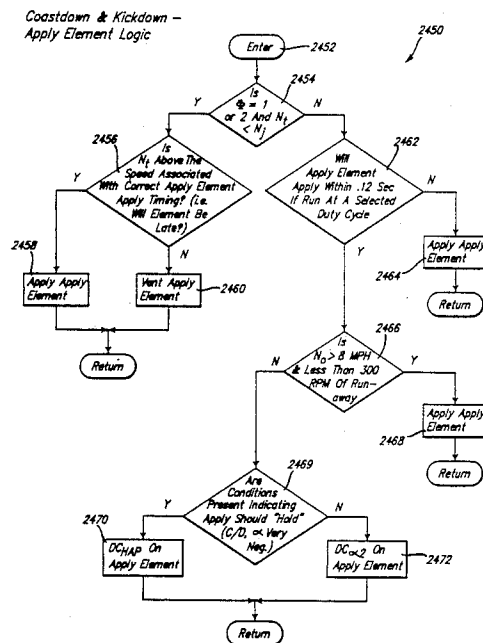 Coastdown & Kickdown –
Apply Element Logic
Enter
2452
2450
2454
Is
Φ = 1
or 2 And Nt
< Nj
Y
N
2456
Is
Nt Above The
Speed Associated
With Correct Apply Element
Apply Timing? (i.e.
Will Element Be
Late?)
Y
N
2458
Apply Apply
Element
Vent Apply
Element
2460
Return
2462
Will
Apply Element
Apply Within .12 Sec
If Run At A Selected
Duty Cycle
N
Y
2464
Apply Apply
Element
Return
2466
Is
No > 8 MPH
& Less Than 300
RPM Of Run-
away
N
Y
2468
Apply Apply
Element
Return
2469
Are
Conditions
Present Indicating
Apply Should "Hold"
(C/D, ∝ Very
Neg.)
Y
N
2470
DCHAP On
Apply Element
DC∝2 On
Apply Element
2472
Return